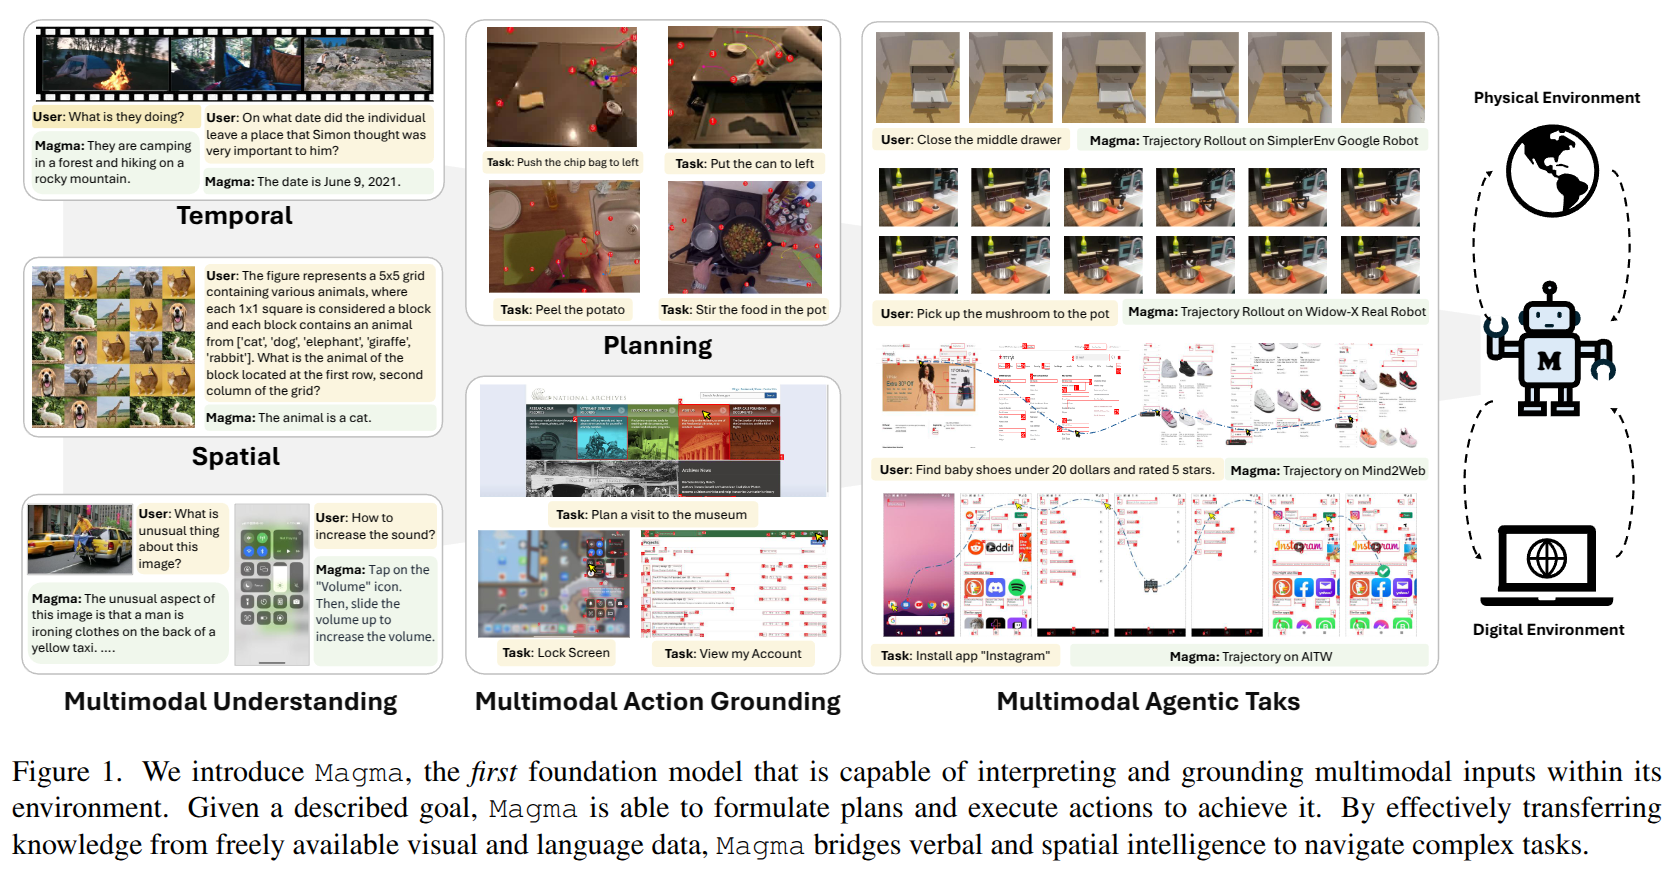 User: What is they doing?
Magma: They are camping
in a forest and hiking on a
rocky mountain.
User: On what date did the individual
leave a place that Simon thought was
very important to him?
Magma: The date is June 9, 2021.
Temporal
User: The figure represents a 5x5 grid
containing various animals, where
each 1x1 square is considered a block
and each block contains an animal
from ['cat', 'dog', 'elephant', 'giraffe',
'rabbit']. What is the animal of the
block located at the first row, second
column of the grid?
Magma: The animal is a cat.
Spatial
User: What is
unusual thing
about this
image?
Magma: The unusual aspect of
this image is that a man is
ironing clothes on the back of a
yellow taxi. ....
User: How to
increase the sound?
Magma: Tap on the
"Volume" icon.
Then, slide the
volume up to
increase the volume.
Multimodal Understanding
Task: Push the chip bag to left
Task: Put the can to left
Task: Peel the potato
Task: Stir the food in the pot
Planning
NATIONAL ARCHIVES
Task: Plan a visit to the museum
Projects
Task: Lock Screen
Task: View my Account
Multimodal Action Grounding
User: Close the middle drawer
Magma: Trajectory Rollout on SimplerEnv Google Robot
User: Pick up the mushroom to the pot
Magma: Trajectory Rollout on Widow-X Real Robot
User: Find baby shoes under 20 dollars and rated 5 stars.
Magma: Trajectory on Mind2Web
reddit
Instagram
Instagram
Task: Install app "Instagram"
Magma: Trajectory on AITW
Multimodal Agentic Taks
Physical Environment
M
Digital Environment
Figure 1. We introduce Magma, the first foundation model that is capable of interpreting and grounding multimodal inputs within its
environment. Given a described goal, Magma is able to formulate plans and execute actions to achieve it. By effectively transferring
knowledge from freely available visual and language data, Magma bridges verbal and spatial intelligence to navigate complex tasks.